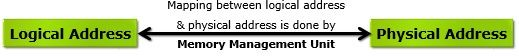 Mapping between logical address
& physical address is done by
Logical Address
Memory Management Unit
Physical Address